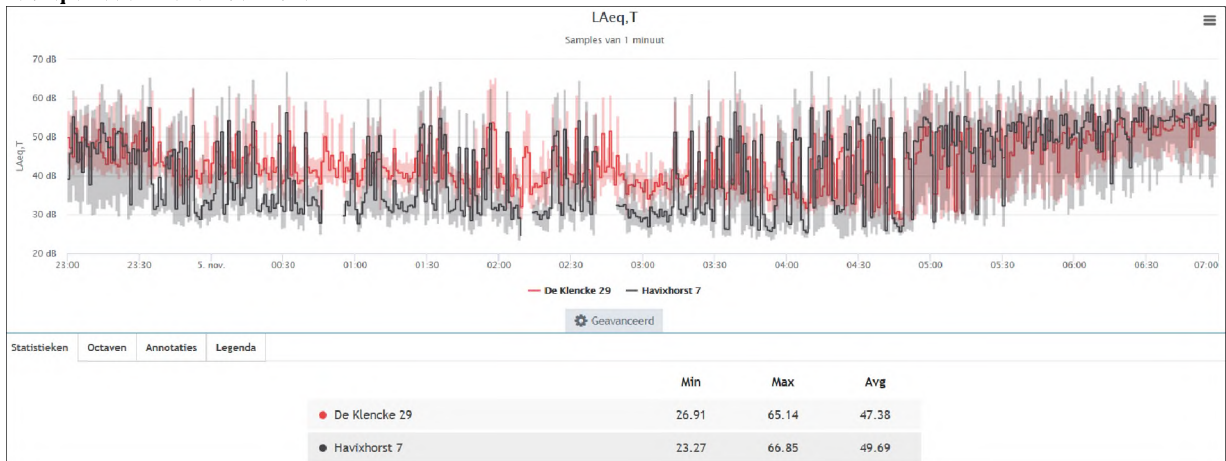 LAeq,T
Samples van 1 minuut
70 dB
60 dB
50 dB
40 dB
30 dB
20 dB
LAeq,T
23:00 23:30 5. nov. 00:30 01:00 01:30 02:00 02:30 03:00 03:30 04:00 04:30 05:00 05:30 06:00 06:30 07:00
De Klencke 29 Havixhorst 7
Geavanceerd
Statistieken Octaven Annotaties Legenda
Min Max Avg
De Klencke 29 26.91 65.14 47.38
Havixhorst 7 23.27 66.85 49.69